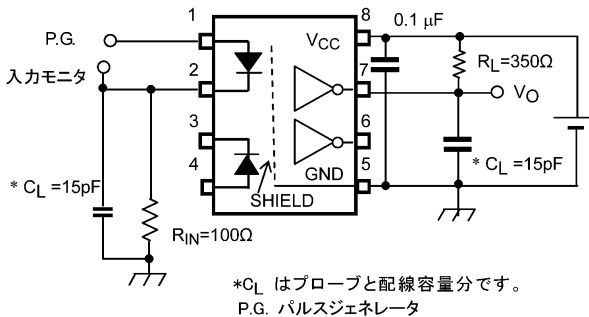 P.G.
入力モニタ
1
2
3
4
8
7
6
5
VCC
GND
SHIELD
0.1 μF
RL=350Ω
VO
* CL =15pF
* CL =15pF
RIN=100Ω
*CL はプローブと配線容量分です。
P.G. パルスジェネレータ